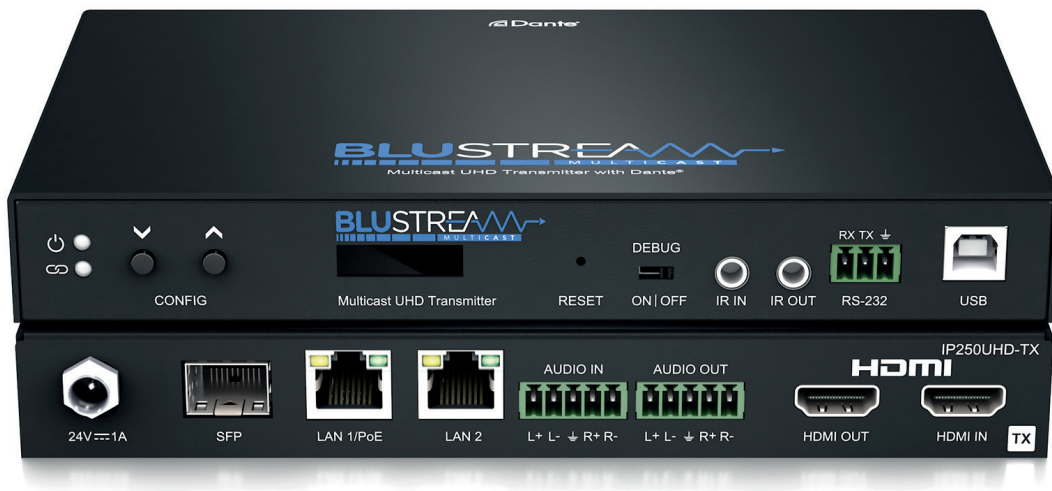 Dante®
BLUSTREAM
MULTICAST
Multicast UHD Transmitter with Dante®
BLUSTREAM
MULTICAST
CONFIG
Multicast UHD Transmitter
RESET
DEBUG
ON|OFF
IR IN
IR OUT
RX TX
RS-232
USB
IP250UHD-TX
24V 1A
SFP
LAN 1/PoE
LAN 2
AUDIO IN
L+ L- R+ R-
AUDIO OUT
L+ L- R+ R-
HDMI
HDMI OUT
HDMI IN
TX